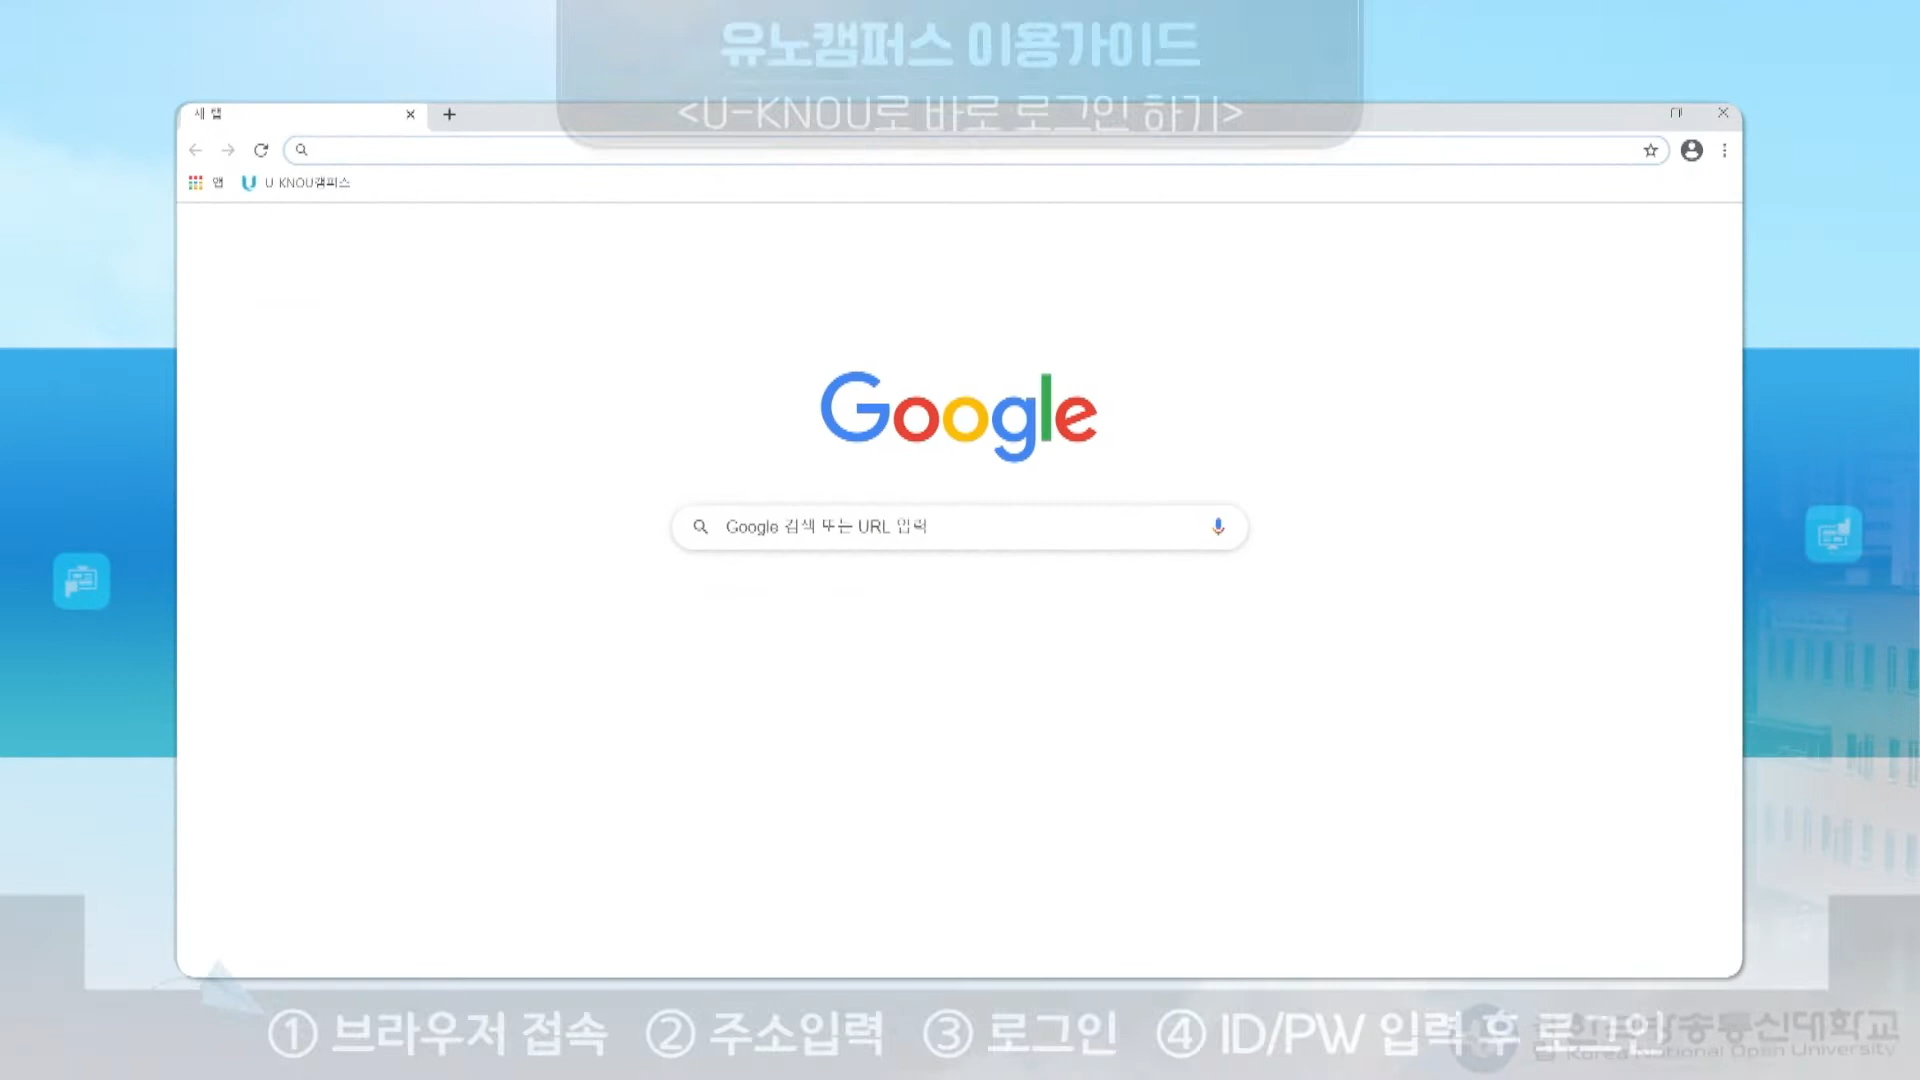 유노캠퍼스 이용가이드
<U-KNOU로 바로 로그인 하기>
새 탭
앱 U KNOU캠퍼스
Google
Google 검색 또는 URL 입력
① 브라우저 접속 ② 주소입력 ③ 로그인 ④ ID/PW 입력 후 로그인
방송통신대학교
Korea National Open University